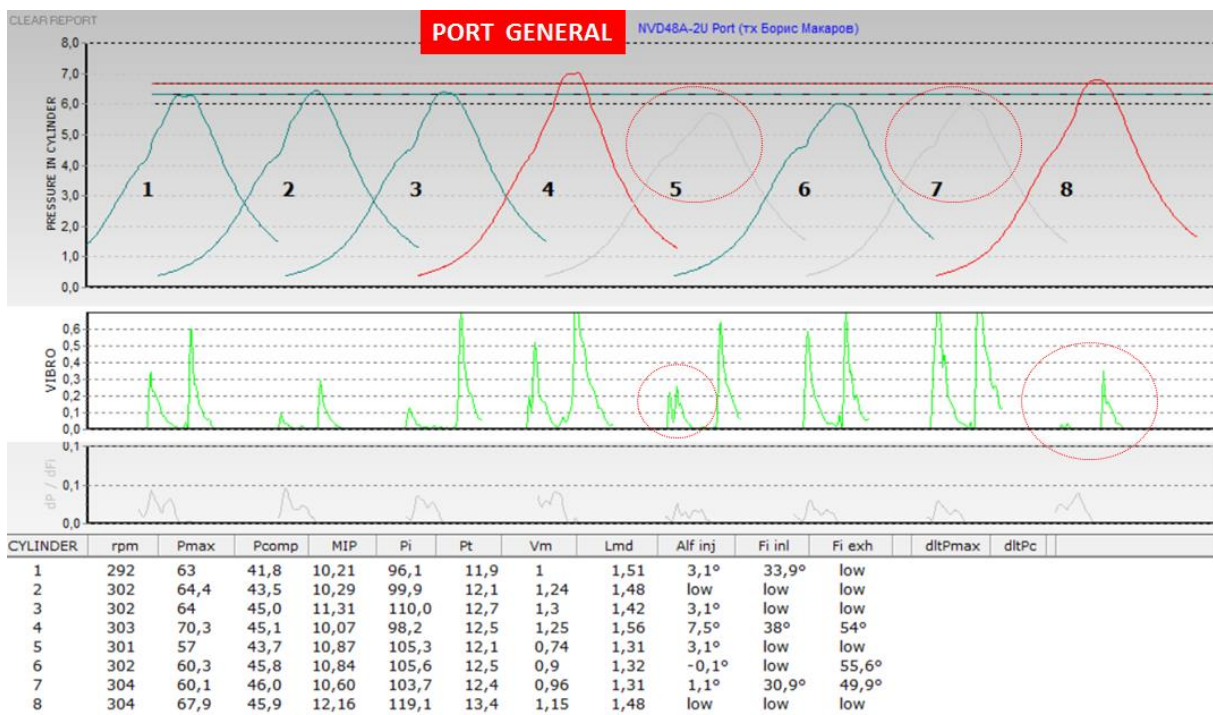 CLEAR REPORT
PORT GENERAL
NVD48A-2U Port (тх Борис Макаров)
PRESSURE IN CYLINDER
8,0
7,0
6,0
5,0
4,0
3,0
2,0
1,0
0,0
1 2 3 4 5 6 7 8
VIBRO
0,6
0,5
0,4
0,3
0,2
0,1
0,0
dP / dFi
0,1
0,1
0,0
CYLINDER rpm Pmax Pcomp MIP Pi Pt Vm Lmd Alf inj Fi inl Fi exh dltPmax dltPc
1 292 63 41,8 10,21 96,1 11,9 1 1,51 3,1° 33,9° low
2 302 64,4 43,5 10,29 99,9 12,1 1,24 1,48 low low low
3 302 64 45,0 11,31 110,0 12,7 1,3 1,42 3,1° low low
4 303 70,3 45,1 10,07 98,2 12,5 1,25 1,56 7,5° 38° 54°
5 301 57 43,7 10,87 105,3 12,1 0,74 1,31 3,1° low low
6 302 60,3 45,8 10,84 105,6 12,5 0,9 1,32 -0,1° low 55,6°
7 304 60,1 46,0 10,60 103,7 12,4 0,96 1,31 1,1° 30,9° 49,9°
8 304 67,9 45,9 12,16 119,1 13,4 1,15 1,48 low low low